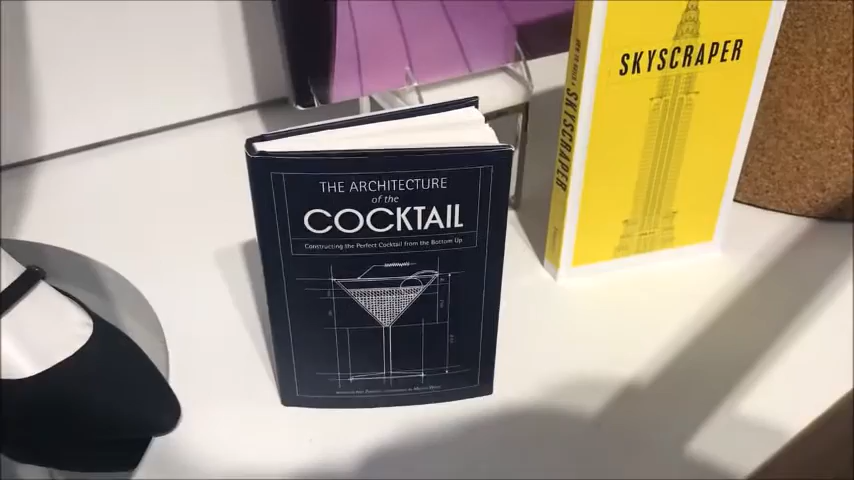 THE ARCHITECTURE
of the
COCKTAIL
Constructing the Perfect Cocktail from the Bottom Up
SKYSCRAPER
SKYSCRAPER